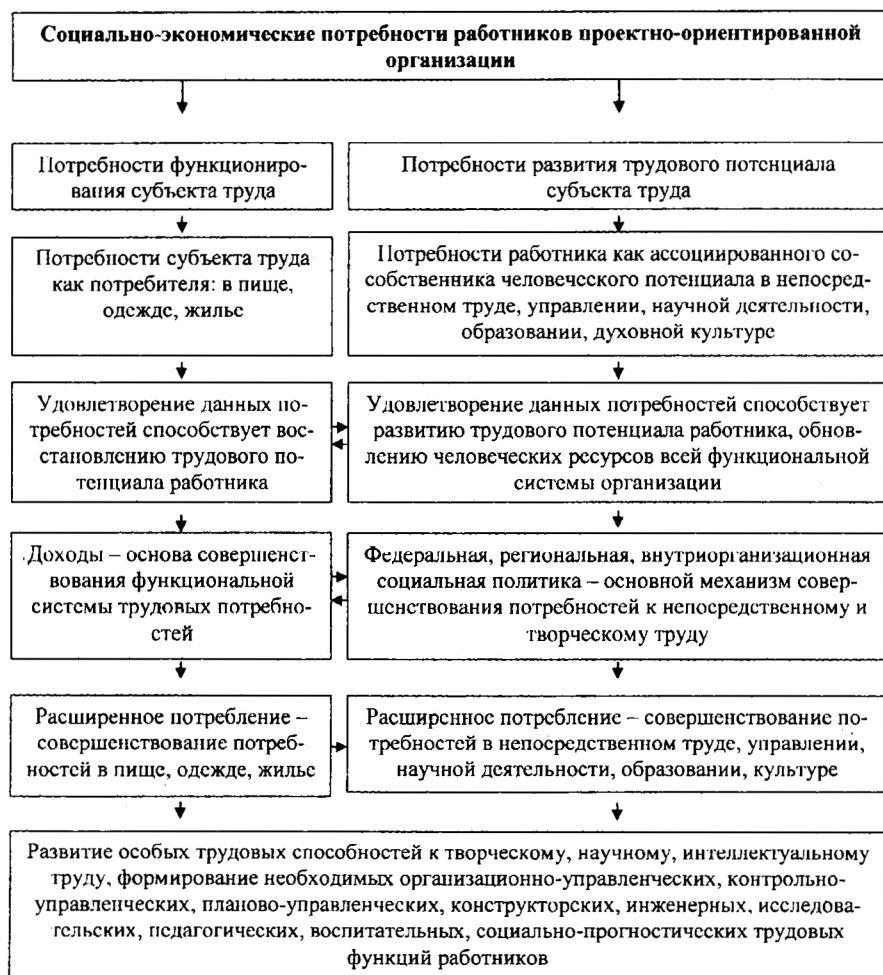 Социально-экономические потребности работников проектно-ориентированной
организации
Потребности функциониро-
вания субъекта труда
Потребности развития трудового потенциала
субъекта труда
Потребности субъекта труда
как потребителя: в пище,
одежде, жилье
Потребности работника как ассоциированного со-
собственника человеческого потенциала в непосред-
ственном труде, управлении, научной деятельности,
образовании, духовной культуре
Удовлетворение данных по-
требностей способствует вос-
становлению трудового по-
тенциала работника
Удовлетворение данных потребностей способствует
развитию трудового потенциала работника, обнов-
лению человеческих ресурсов всей функциональной
системы организации
Доходы – основа совершенст-
вования функциональной
системы трудовых потребно-
стей
Федеральная, региональная, внутриорганизационная
социальная политика – основной механизм совер-
шенствования потребностей к непосредственному и
творческому труду
Расширенное потребление –
совершенствование потреб-
ностей в пище, одежде, жилье
Расширенное потребление – совершенствование по-
требностей в непосредственном труде, управлении,
научной деятельности, образовании, культуре
Развитие особых трудовых способностей к творческому, научному, интеллектуальному
труду, формирование необходимых организационно-управленческих, контрольно-
управленческих, планово-управленческих, конструкторских, инженерных, исследова-
тельских, педагогических, воспитательных, социально-прогностических трудовых
функций работников